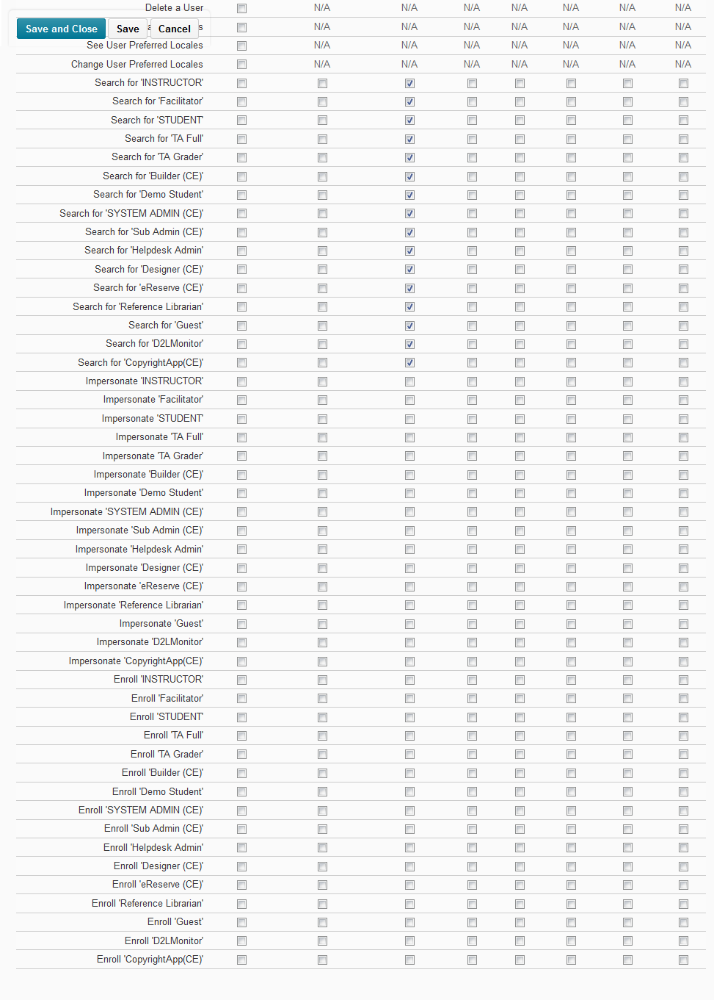 Delete a User N/A N/A N/A N/A N/A N/A N/A
Save and Close Save Cancel N/A N/A N/A N/A N/A N/A N/A
See User Preferred Locales N/A N/A N/A N/A N/A N/A N/A
Change User Preferred Locales N/A N/A N/A N/A N/A N/A N/A
Search for 'INSTRUCTOR'
Search for 'Facilitator'
Search for 'STUDENT'
Search for 'TA Full'
Search for 'TA Grader'
Search for 'Builder (CE)'
Search for 'Demo Student'
Search for 'SYSTEM ADMIN (CE)'
Search for 'Sub Admin (CE)'
Search for 'Helpdesk Admin'
Search for 'Designer (CE)'
Search for 'eReserve (CE)'
Search for 'Reference Librarian'
Search for 'Guest'
Search for 'D2LMonitor'
Search for 'CopyrightApp(CE)'
Impersonate 'INSTRUCTOR'
Impersonate 'Facilitator'
Impersonate 'STUDENT'
Impersonate 'TA Full'
Impersonate 'TA Grader'
Impersonate 'Builder (CE)'
Impersonate 'Demo Student'
Impersonate 'SYSTEM ADMIN (CE)'
Impersonate 'Sub Admin (CE)'
Impersonate 'Helpdesk Admin'
Impersonate 'Designer (CE)'
Impersonate 'eReserve (CE)'
Impersonate 'Reference Librarian'
Impersonate 'Guest'
Impersonate 'D2LMonitor'
Impersonate 'CopyrightApp(CE)'
Enroll 'INSTRUCTOR'
Enroll 'Facilitator'
Enroll 'STUDENT'
Enroll 'TA Full'
Enroll 'TA Grader'
Enroll 'Builder (CE)'
Enroll 'Demo Student'
Enroll 'SYSTEM ADMIN (CE)'
Enroll 'Sub Admin (CE)'
Enroll 'Helpdesk Admin'
Enroll 'Designer (CE)'
Enroll 'eReserve (CE)'
Enroll 'Reference Librarian'
Enroll 'Guest'
Enroll 'D2LMonitor'
Enroll 'CopyrightApp(CE)'